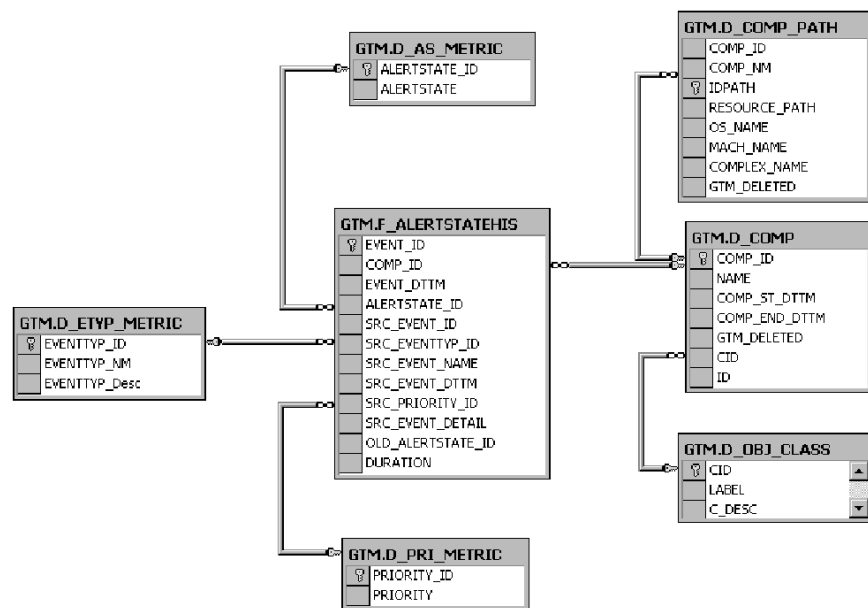 GTM.D_AS_METRIC
ALERTSTATE_ID
ALERTSTATE
GTM.D_COMP_PATH
COMP_ID
COMP_NM
IDPATH
RESOURCE_PATH
OS_NAME
MACH_NAME
COMPLEX_NAME
GTM_DELETED
GTM.F_ALERTSTATEHIS
EVENT_ID
COMP_ID
EVENT_DTTM
ALERTSTATE_ID
SRC_EVENT_ID
SRC_EVENTTYP_ID
SRC_EVENT_NAME
SRC_EVENT_DTTM
SRC_PRIORITY_ID
SRC_EVENT_DETAIL
OLD_ALERTSTATE_ID
DURATION
GTM.D_COMP
COMP_ID
NAME
COMP_ST_DTTM
COMP_END_DTTM
GTM_DELETED
CID
ID
GTM.D_ETYP_METRIC
EVENTTYP_ID
EVENTTYP_NM
EVENTTYP_Desc
GTM.D_OBJ_CLASS
CID
LABEL
C_DESC
GTM.D_PRI_METRIC
PRIORITY_ID
PRIORITY